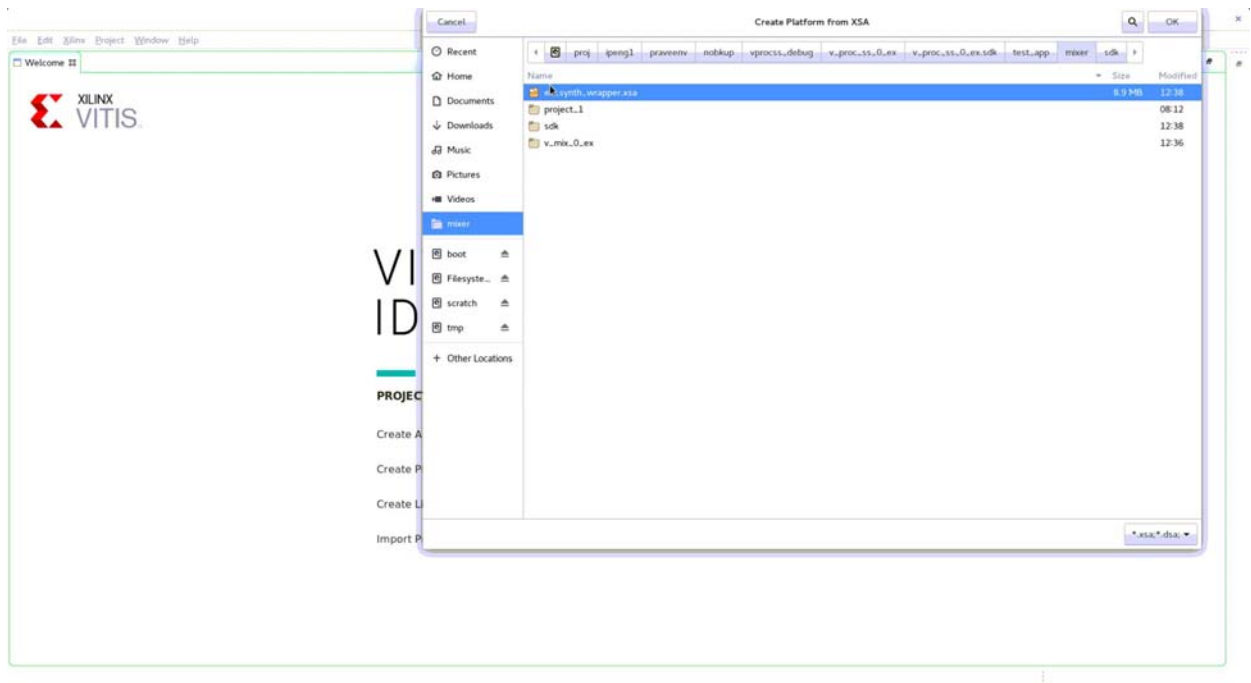 Cancel Create Platform from XSA OK
File Edit Xilinx Project Window Help
Welcome
XILINX
VITIS
VI
ID
PROJEC
Create A
Create P
Create Li
Import P
Recent
Home
Documents
Downloads
Music
Pictures
Videos
mixer
boot
Filesyste...
scratch
tmp
+ Other Locations
proj ipeng1 praveenv nobkup vprocss_debug v_proc_ss_0_ex v_proc_ss_0_ex.sdk test_app mixer sdk
Name Size Modified
synth_wrapper.xsa 8.9 MB 12:38
project_1 08:12
sdk 12:38
v_mix_0_ex 12:36
*.xsa;*.dsa;